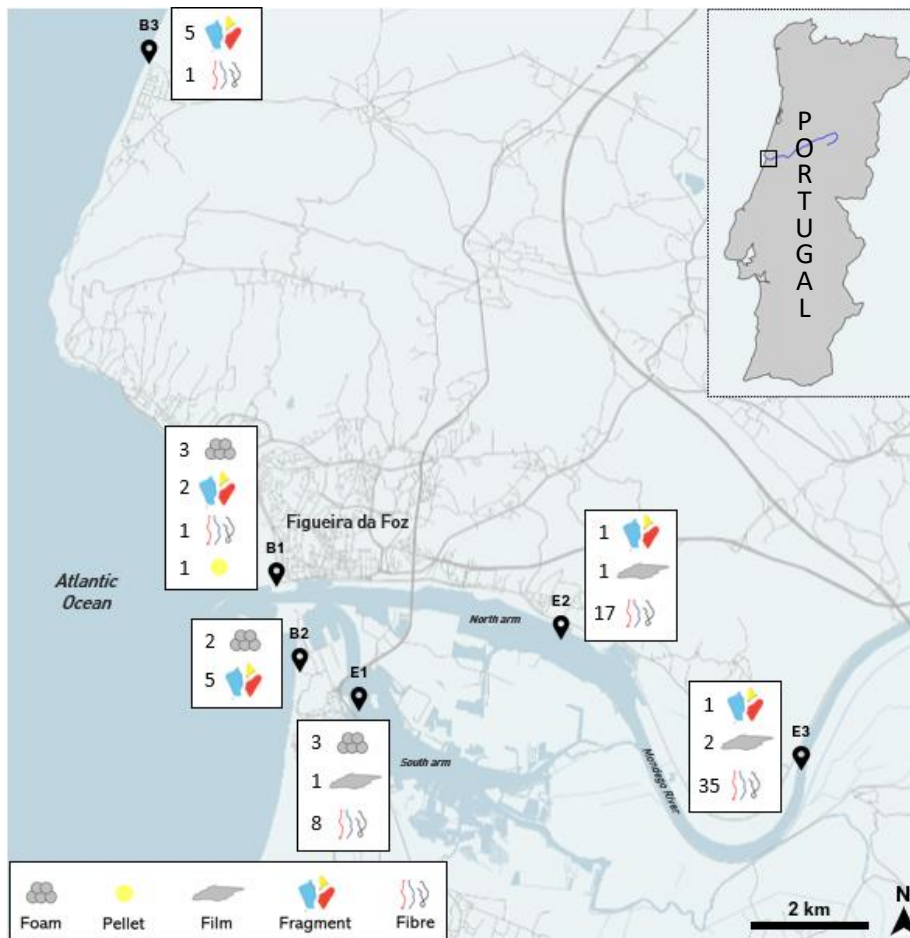 B3
5
1
PORTUGAL
3
2
1
1
Figueira da Foz
B1
Atlantic
Ocean
1
1
17
E2
North arm
B2
2
5
E1
3
1
8
South arm
Mondego River
1
2
35
E3
Foam Pellet Film Fragment Fibre
2 km
N